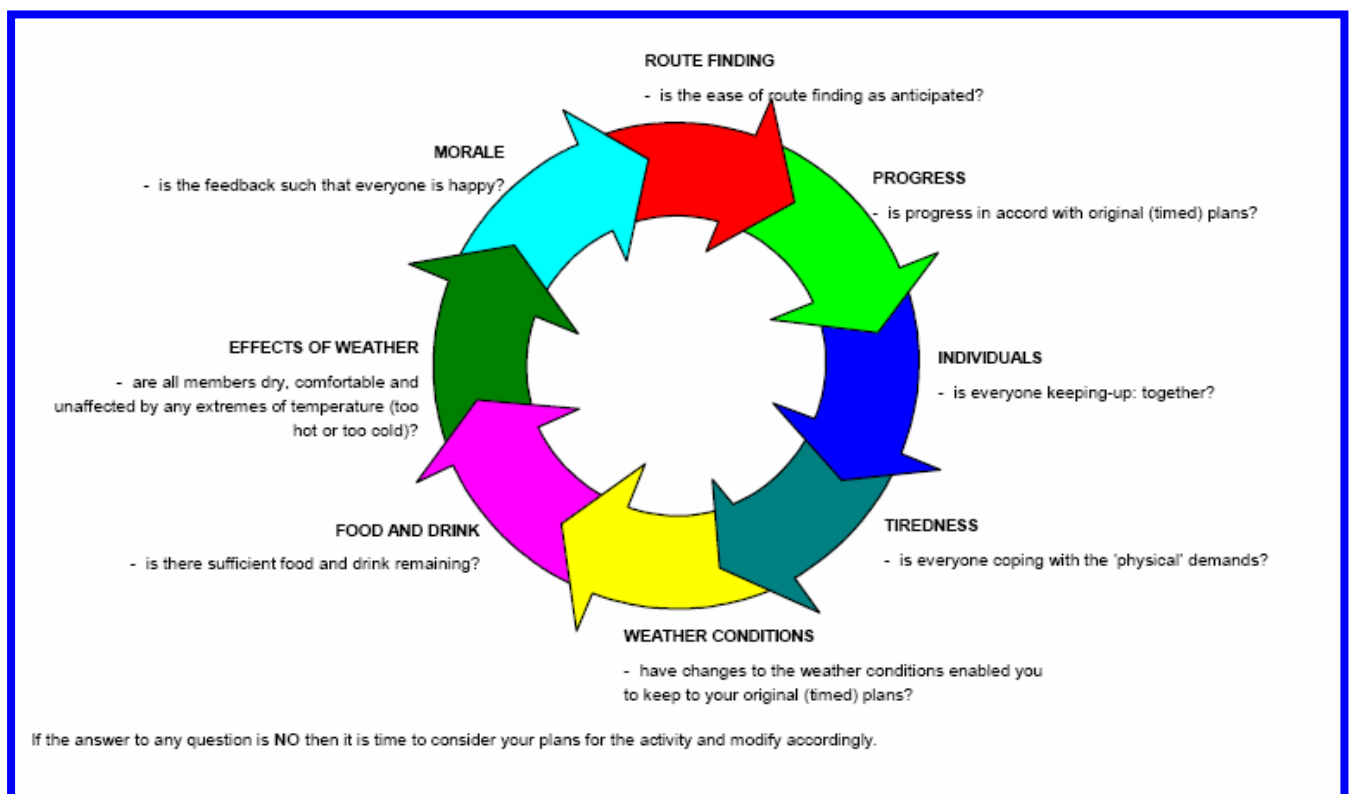 ROUTE FINDING
- is the ease of route finding as anticipated?
PROGRESS
- is progress in accord with original (timed) plans?
INDIVIDUALS
- is everyone keeping-up: together?
TIREDNESS
- is everyone coping with the 'physical' demands?
WEATHER CONDITIONS
- have changes to the weather conditions enabled you
to keep to your original (timed) plans?
FOOD AND DRINK
- is there sufficient food and drink remaining?
EFFECTS OF WEATHER
- are all members dry, comfortable and
unaffected by any extremes of temperature (too
hot or too cold)?
MORALE
- is the feedback such that everyone is happy?
If the answer to any question is NO then it is time to consider your plans for the activity and modify accordingly.